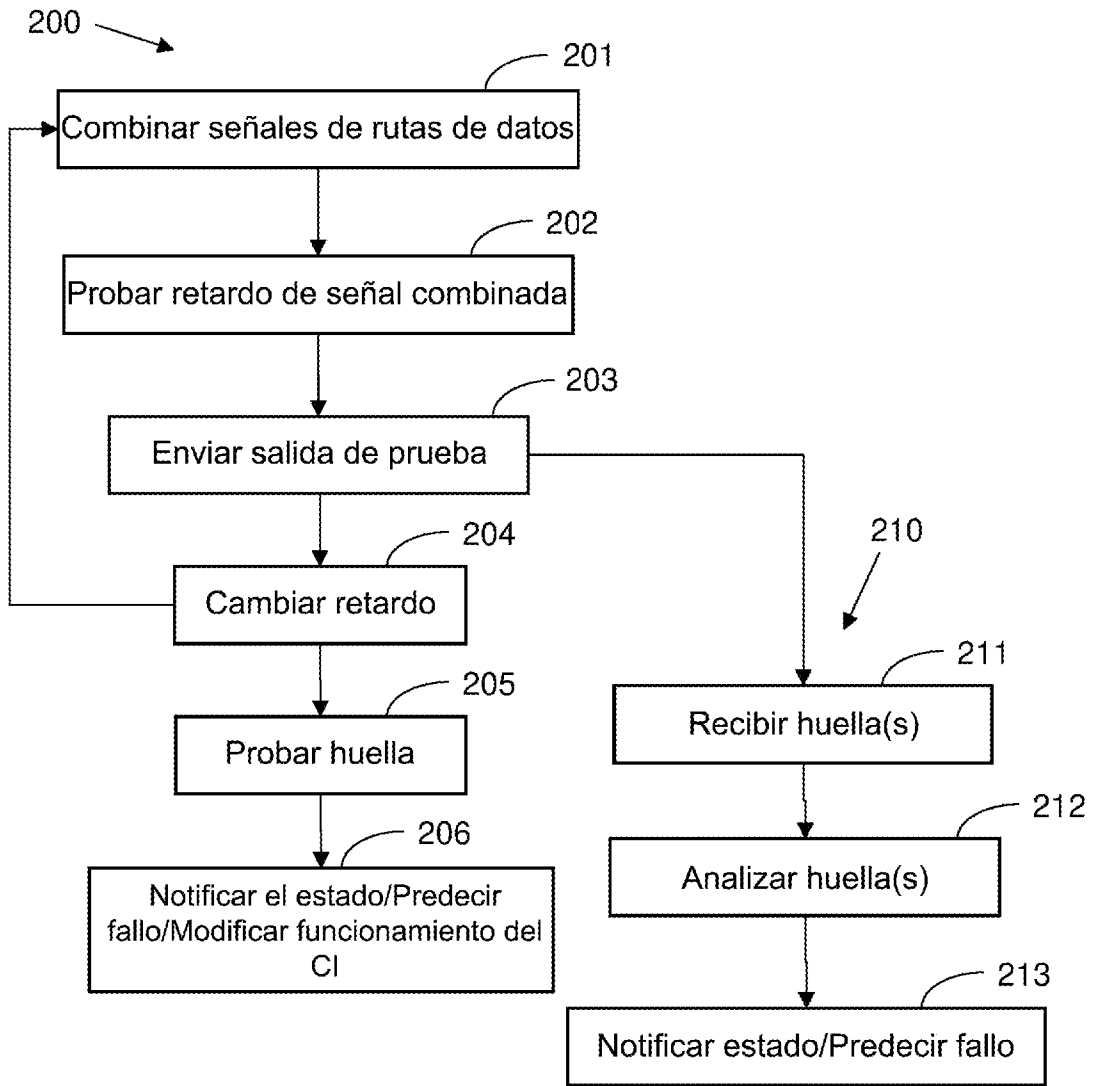 200
201
Combinar señales de rutas de datos
202
Probar retardo de señal combinada
203
Enviar salida de prueba
204
Cambiar retardo
210
205
Probar huella
211
Recibir huella(s)
206
Notificar el estado/Predecir
fallo/Modificar funcionamiento del
CI
212
Analizar huella(s)
213
Notificar estado/Predecir fallo